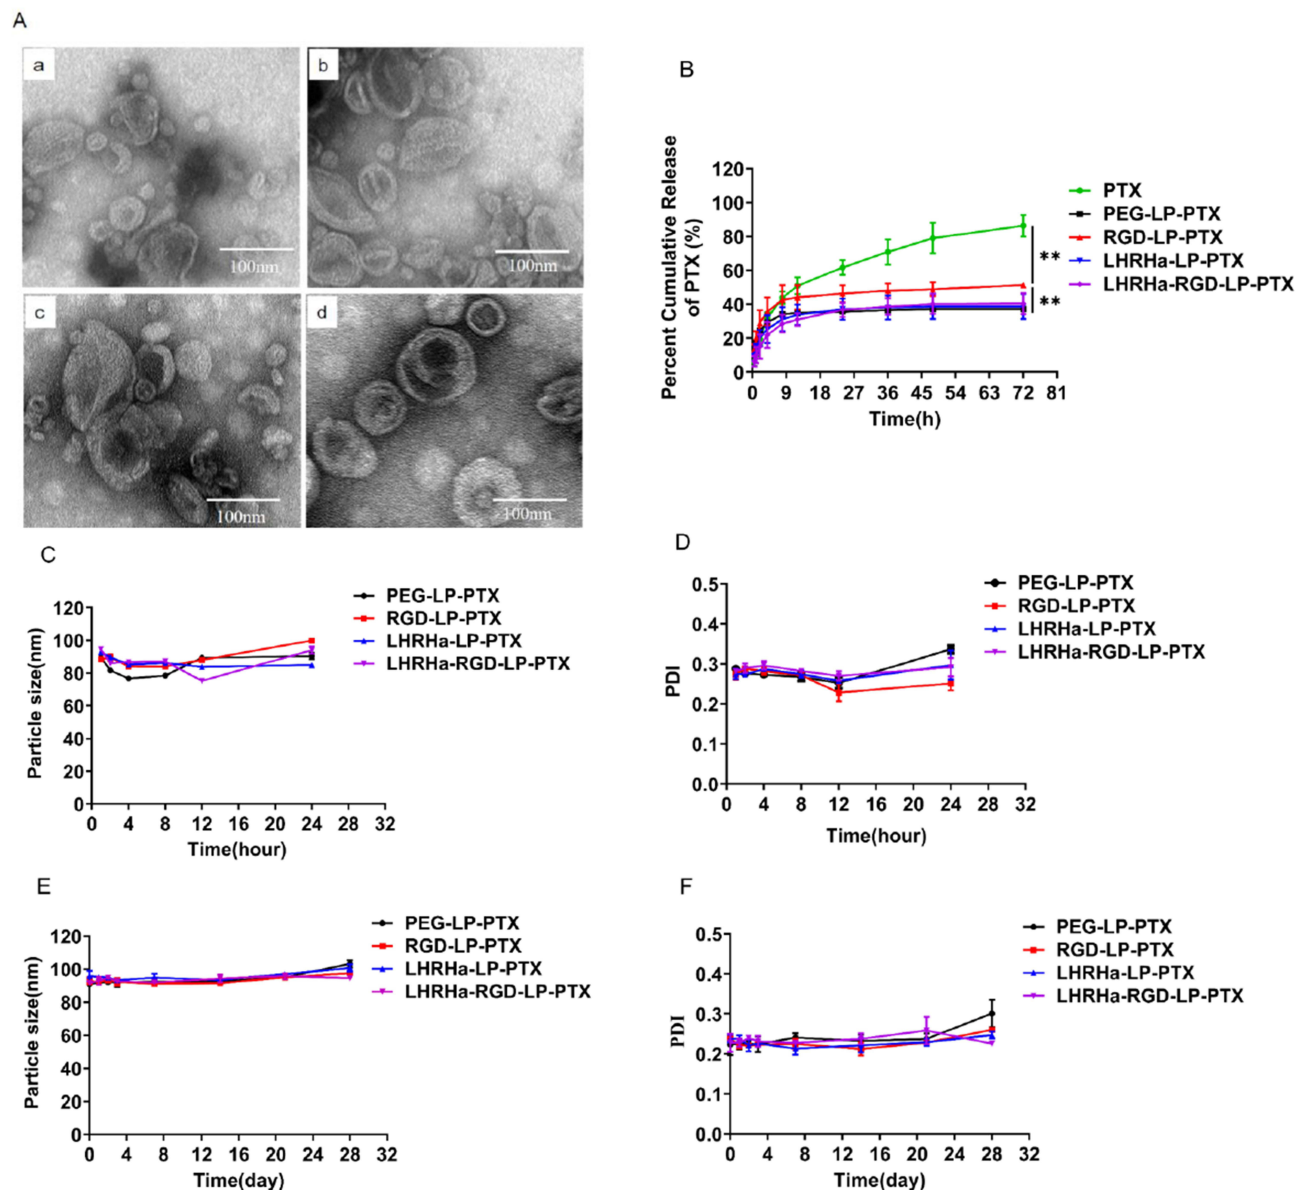 A
a
b
100nm
100nm
c
d
100nm
100nm
B
Percent Cumulative Release
of PTX (%)
120
100
80
60
40
20
0
0 9 18 27 36 45 54 63 72 81
Time(h)
PTX
PEG-LP-PTX
RGD-LP-PTX
LHRHa-LP-PTX
LHRHa-RGD-LP-PTX
**
**
C
Particle size(nm)
120
100
80
60
40
20
0
0 4 8 12 16 20 24 28 32
Time(hour)
PEG-LP-PTX
RGD-LP-PTX
LHRHa-LP-PTX
LHRHa-RGD-LP-PTX
D
PDI
0.5
0.4
0.3
0.2
0.1
0.0
0 4 8 12 16 20 24 28 32
Time(hour)
PEG-LP-PTX
RGD-LP-PTX
LHRHa-LP-PTX
LHRHa-RGD-LP-PTX
E
Particle size(nm)
120
100
80
60
40
20
0
0 4 8 12 16 20 24 28 32
Time(day)
PEG-LP-PTX
RGD-LP-PTX
LHRHa-LP-PTX
LHRHa-RGD-LP-PTX
F
PDI
0.5
0.4
0.3
0.2
0.1
0.0
0 4 8 12 16 20 24 28 32
Time(day)
PEG-LP-PTX
RGD-LP-PTX
LHRHa-LP-PTX
LHRHa-RGD-LP-PTX